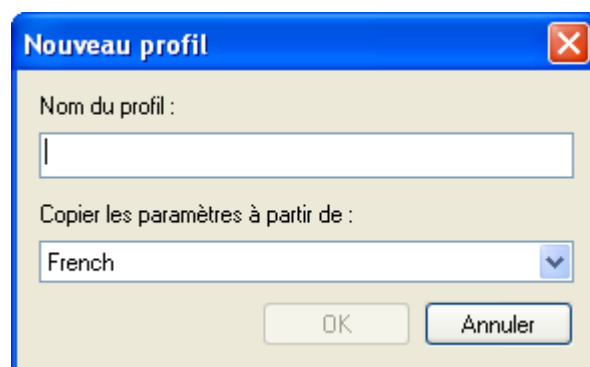 Nouveau profil
Nom du profil :
Copier les paramètres à partir de :
French
OK Annuler